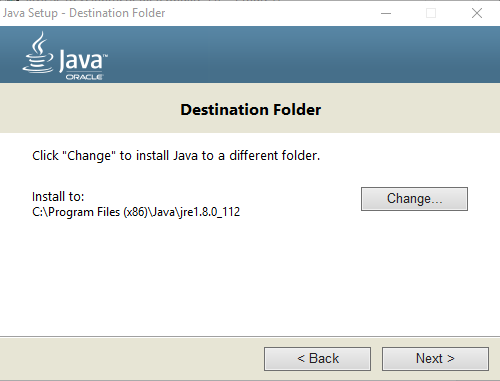 Java Setup - Destination Folder
Java™
ORACLE
Destination Folder
Click "Change" to install Java to a different folder.
Install to:
Change...
C:\Program Files (x86)\Java\jre1.8.0_112
< Back
Next >